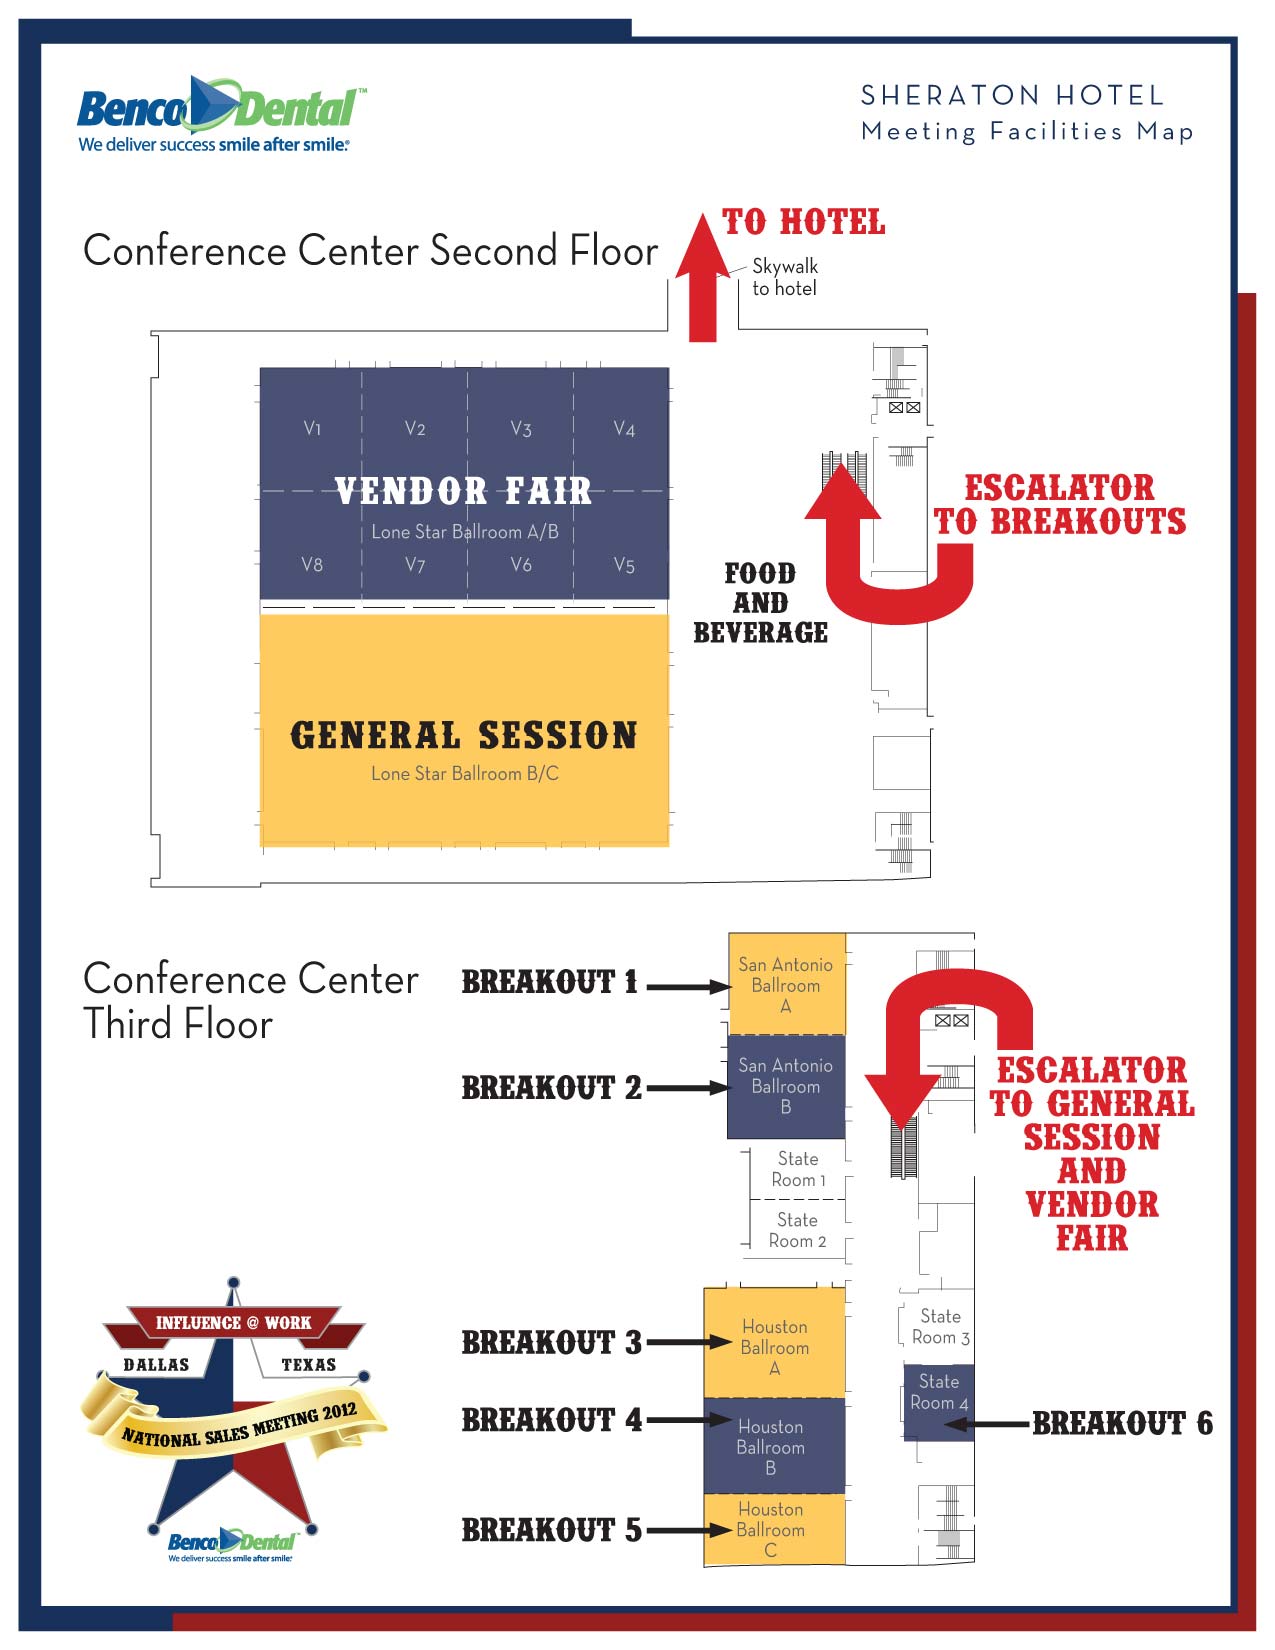 Benco Dental™
We deliver success smile after smile.®
SHERATON HOTEL
Meeting Facilities Map
TO HOTEL
Conference Center Second Floor
Skywalk
to hotel
V1 V2 V3 V4
VENDOR FAIR
Lone Star Ballroom A/B
V8 V7 V6 V5
ESCALATOR
TO BREAKOUTS
FOOD
AND
BEVERAGE
GENERAL SESSION
Lone Star Ballroom B/C
Conference Center
Third Floor
BREAKOUT 1
San Antonio
Ballroom
A
BREAKOUT 2
San Antonio
Ballroom
B
ESCALATOR
TO GENERAL
SESSION
AND
VENDOR
FAIR
State
Room 1
State
Room 2
State
Room 3
BREAKOUT 3
Houston
Ballroom
A
State
Room 4
BREAKOUT 4
Houston
Ballroom
B
BREAKOUT 6
BREAKOUT 5
Houston
Ballroom
C
INFLUENCE @ WORK
DALLAS TEXAS
NATIONAL SALES MEETING 2012
Benco Dental™
We deliver success smile after smile.®